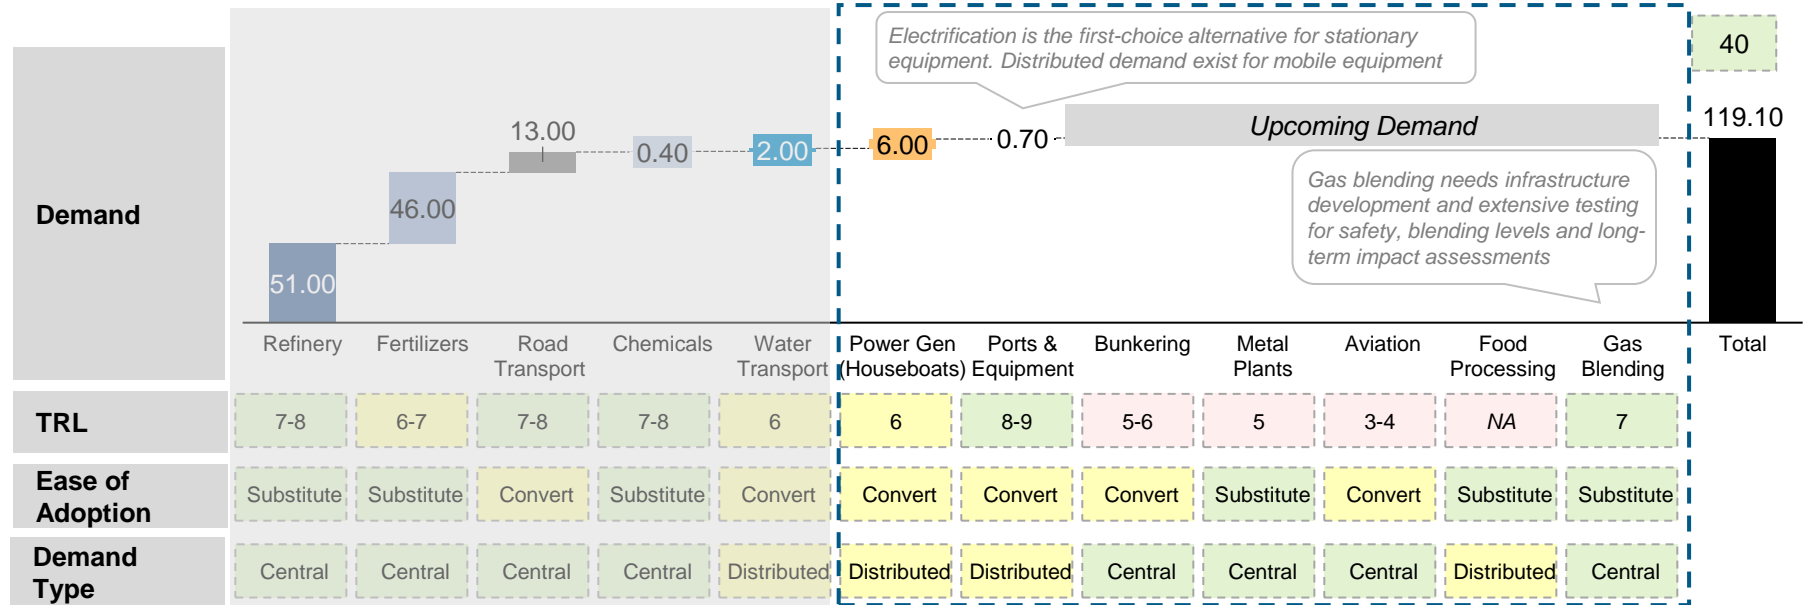 Electrification is the first-choice alternative for stationary
equipment. Distributed demand exist for mobile equipment
40
119.10
Upcoming Demand
13.00
0.40
2.00
6.00
0.70
Gas blending needs infrastructure
development and extensive testing
for safety, blending levels and long-
term impact assessments
Demand
46.00
51.00
Refinery
Fertilizers
Road
Transport
Chemicals
Water
Transport
Power Gen
(Houseboats)
Ports &
Equipment
Bunkering
Metal
Plants
Aviation
Food
Processing
Gas
Blending
Total
TRL
7-8
6-7
7-8
7-8
6
6
8-9
5-6
5
3-4
NA
7
Ease of
Adoption
Substitute
Substitute
Convert
Substitute
Convert
Convert
Convert
Convert
Substitute
Convert
Substitute
Substitute
Demand
Type
Central
Central
Central
Central
Distributed
Distributed
Distributed
Central
Central
Central
Distributed
Central